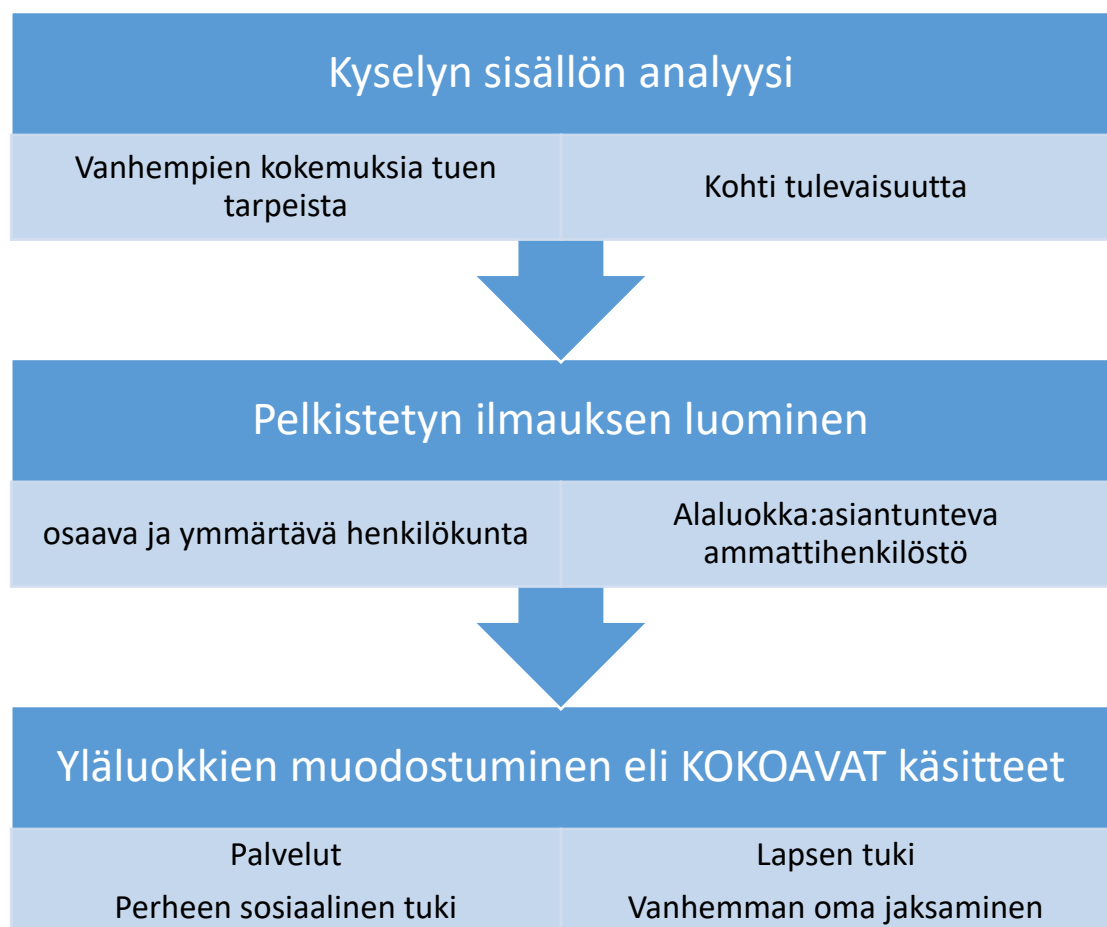 Kyselyn sisällön analyysi
Vanhempien kokemuksia tuen
tarpeista
Kohti tulevaisuutta
Pelkistetyn ilmauksen luominen
osaava ja ymmärtävä henkilökunta
Alaluokka:asiantunteva
ammattihenkilöstö
Yläluokkien muodostuminen eli KOKOAVAT käsitteet
Palvelut
Perheen sosiaalinen tuki
Lapsen tuki
Vanhemman oma jaksaminen